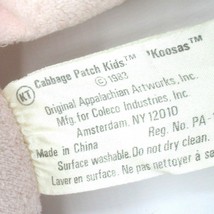 KT Cabbage Patch Kids™ 'Koosas™
© 1983
Original Appalachian Artworks, Inc.
Mfg. for Coleco Industries, Inc.
Amsterdam, NY 12010
Reg. No. PA-
Made in China
Surface washable. Do not dry clean.
Laver en surface. Ne pas nettoyer à s